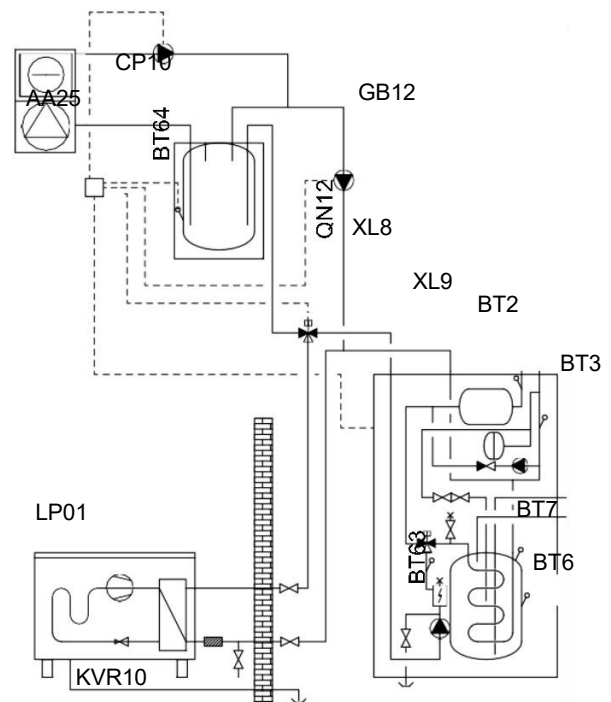 CP10
AA25
GB12
BT64
QN12
XL8
XL9
BT2
BT3
BT7
BT63
BT6
LP01
KVR10